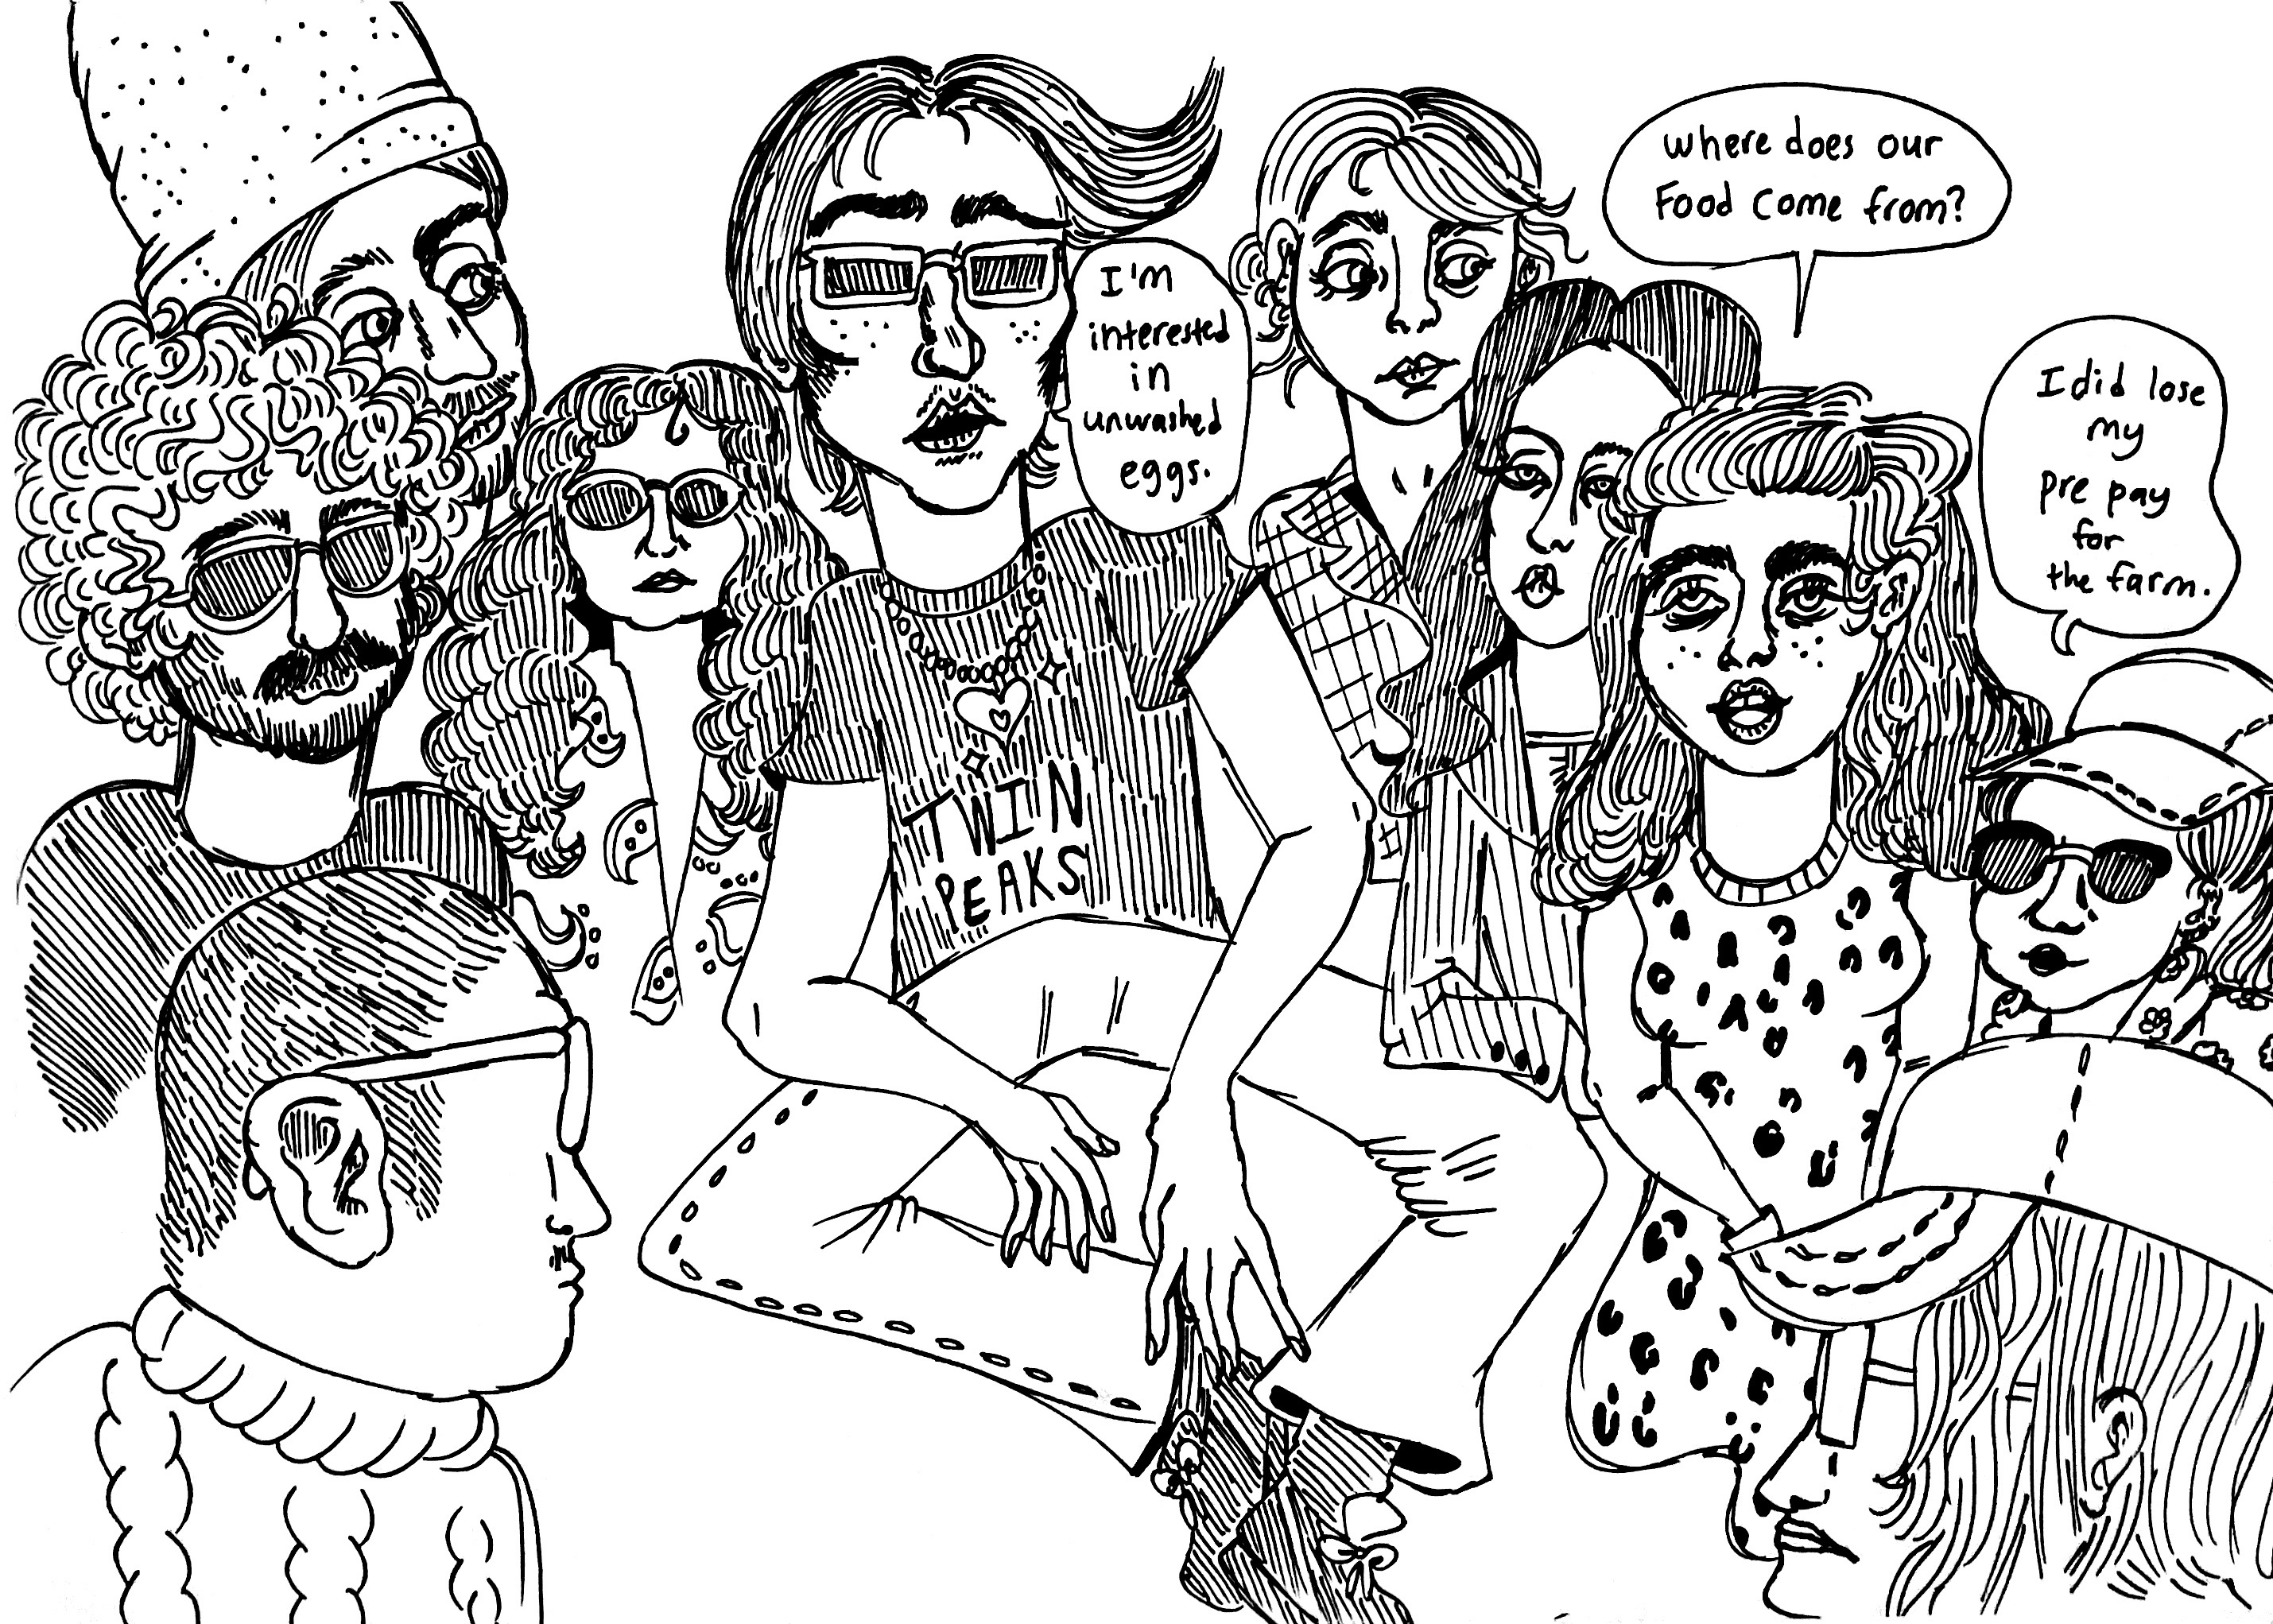 where does our
Food Come from?
I'm
interested
in
unwashed
eggs.
I did lose
my
pre pay
for
the farm.
TWIN
PEAKS